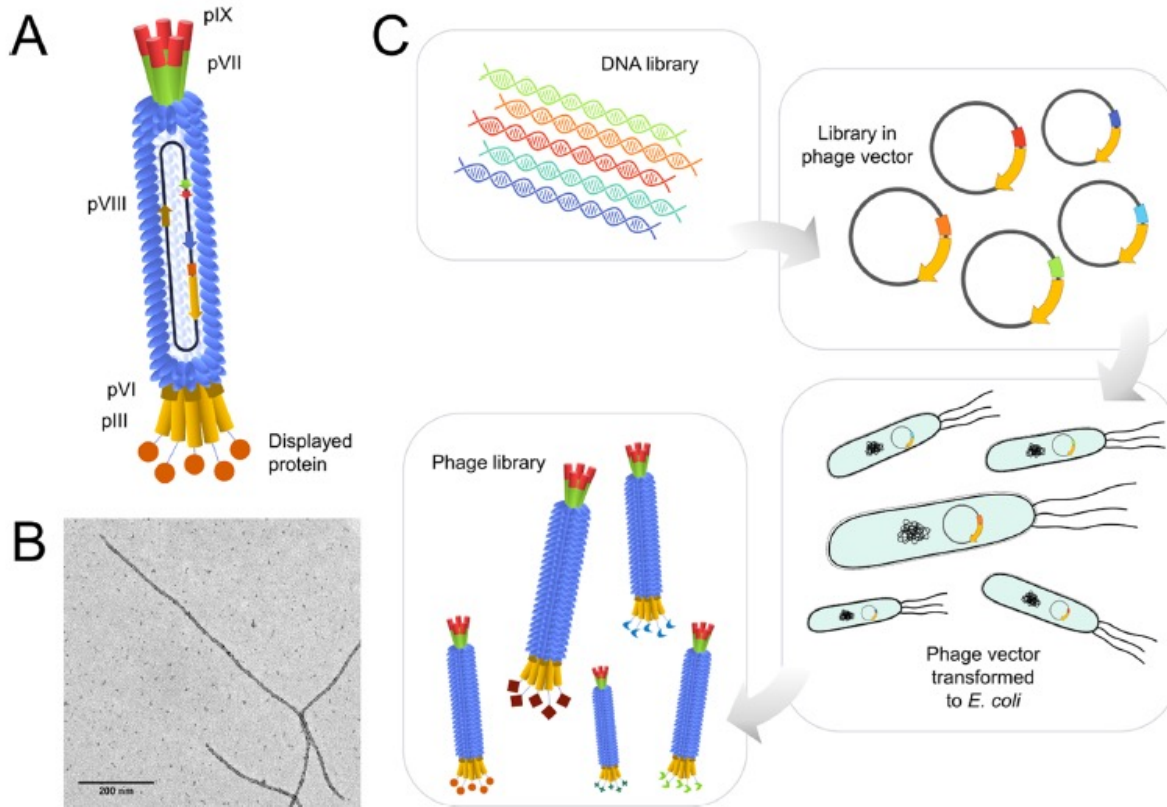 A
pIX
pVII
pVIII
pVI
pIII
Displayed
protein
B
200 nm
C
DNA library
Library in
phage vector
Phage vector
transformed
to E. coli
Phage library